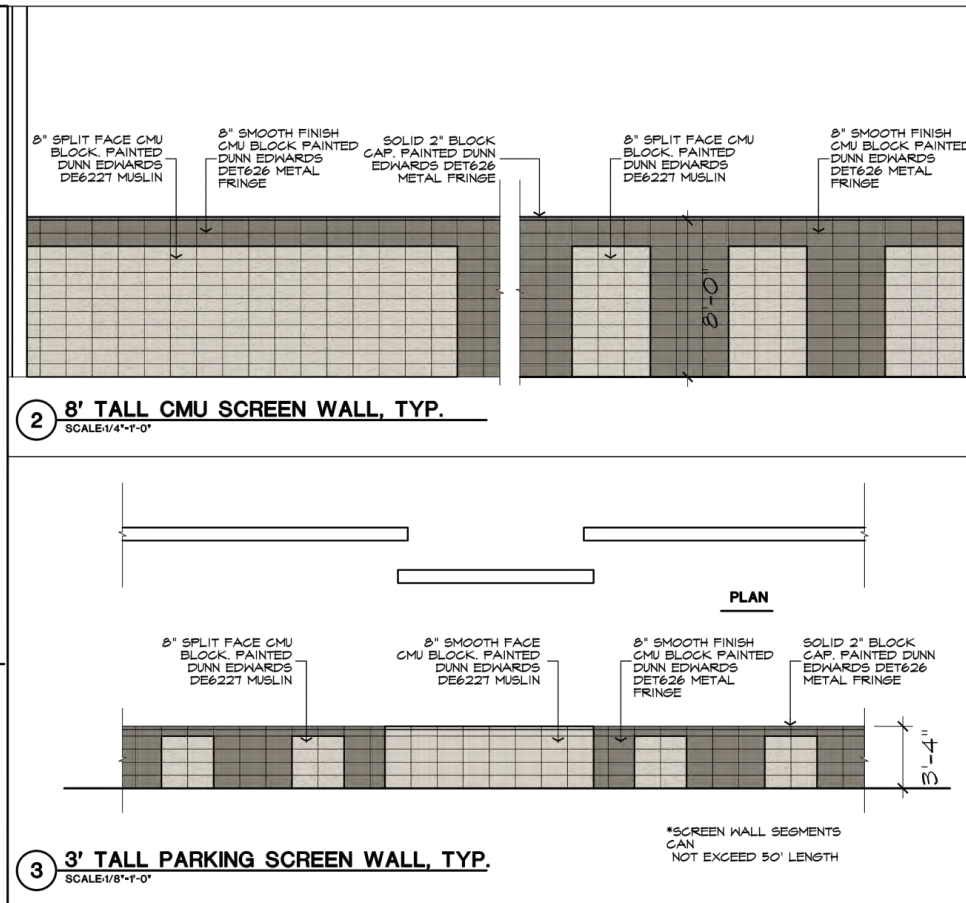 8" SPLIT FACE CMU
BLOCK. PAINTED
DUNN EDWARDS
DE6227 MUSLIN
8" SMOOTH FINISH
CMU BLOCK PAINTED
DUNN EDWARDS
DET626 METAL
FRINGE
SOLID 2" BLOCK
CAP. PAINTED DUNN
EDWARDS DET626
METAL FRINGE
8" SPLIT FACE CMU
BLOCK. PAINTED
DUNN EDWARDS
DE6227 MUSLIN
8" SMOOTH FINISH
CMU BLOCK PAINTED
DUNN EDWARDS
DET626 METAL
FRINGE
8'-0"
2
8' TALL CMU SCREEN WALL, TYP.
SCALE:1/4"-1'-0"
PLAN
8" SPLIT FACE CMU
BLOCK. PAINTED
DUNN EDWARDS
DE6227 MUSLIN
8" SMOOTH FACE
CMU BLOCK. PAINTED
DUNN EDWARDS
DE6227 MUSLIN
8" SMOOTH FINISH
CMU BLOCK PAINTED
DUNN EDWARDS
DET626 METAL
FRINGE
SOLID 2" BLOCK
CAP. PAINTED DUNN
EDWARDS DET626
METAL FRINGE
3'-4"
*SCREEN WALL SEGMENTS
CAN
NOT EXCEED 50' LENGTH
3
3' TALL PARKING SCREEN WALL, TYP.
SCALE:1/8"-1'-0"